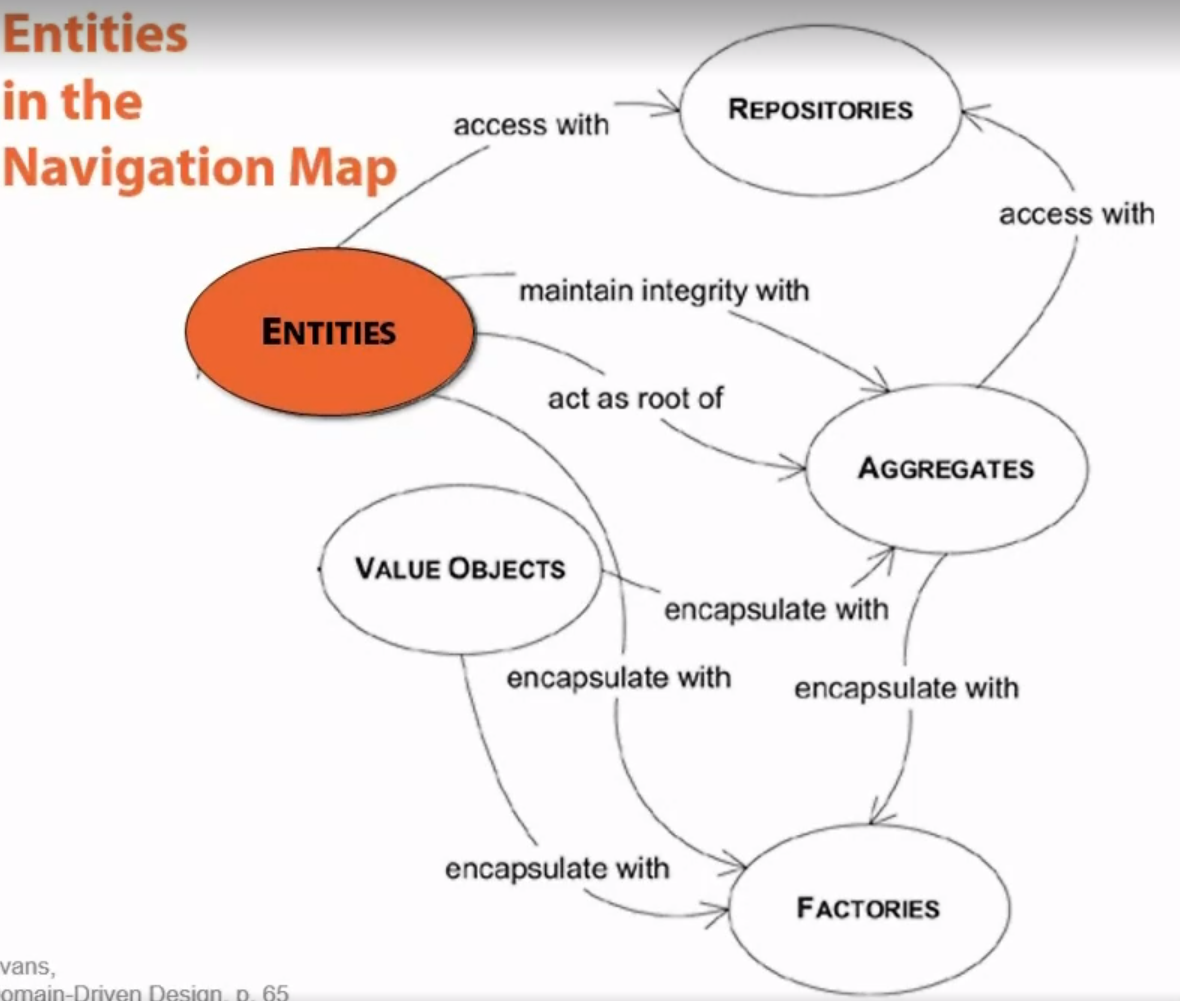 Entities
in the
Navigation Map
REPOSITORIES
access with
access with
maintain integrity with
ENTITIES
act as root of
AGGREGATES
VALUE OBJECTS
encapsulate with
encapsulate with
encapsulate with
encapsulate with
FACTORIES
vans,
omain-Driven Design, p. 65